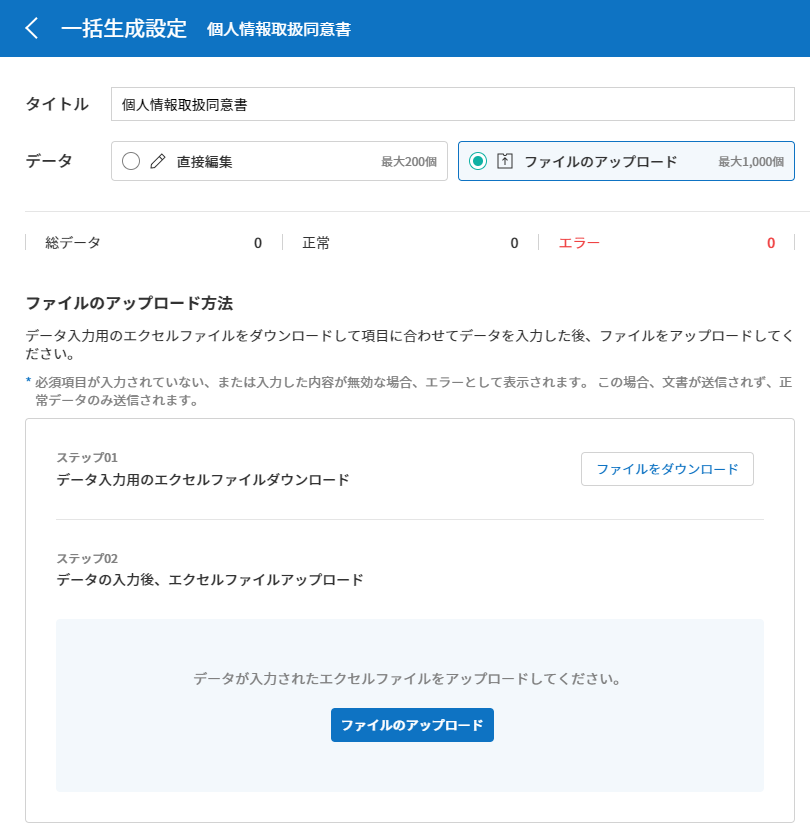 一括生成設定 個人情報取扱同意書
タイトル 個人情報取扱同意書
データ 直接編集 最大200個 ファイルのアップロード 最大1,000個
総データ 0 正常 0 エラー 0
ファイルのアップロード方法
データ入力用のエクセルファイルをダウンロードして項目に合わせてデータを入力した後、ファイルをアップロードしてく
ださい。
* 必須項目が入力されていない、または入力した内容が無効な場合、エラーとして表示されます。 この場合、文書が送信されず、正
常データのみ送信されます。
ステップ01
データ入力用のエクセルファイルダウンロード
ファイルをダウンロード
ステップ02
データの入力後、エクセルファイルアップロード
データが入力されたエクセルファイルをアップロードしてください。
ファイルのアップロード